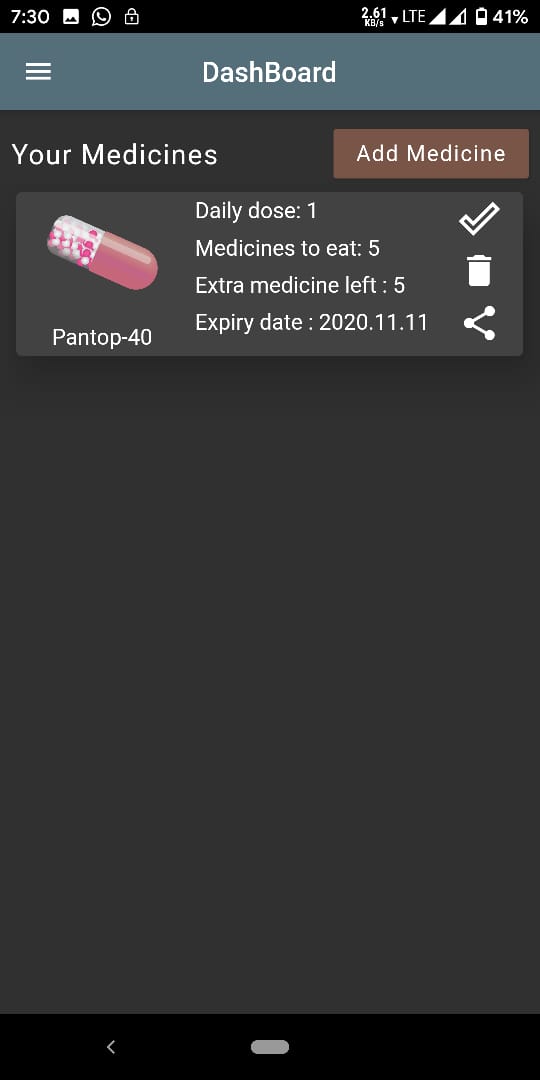 7:30 2.61 KB/s LTE 41%
DashBoard
Your Medicines
Add Medicine
Daily dose: 1
Medicines to eat: 5
Extra medicine left : 5
Expiry date : 2020.11.11
Pantop-40